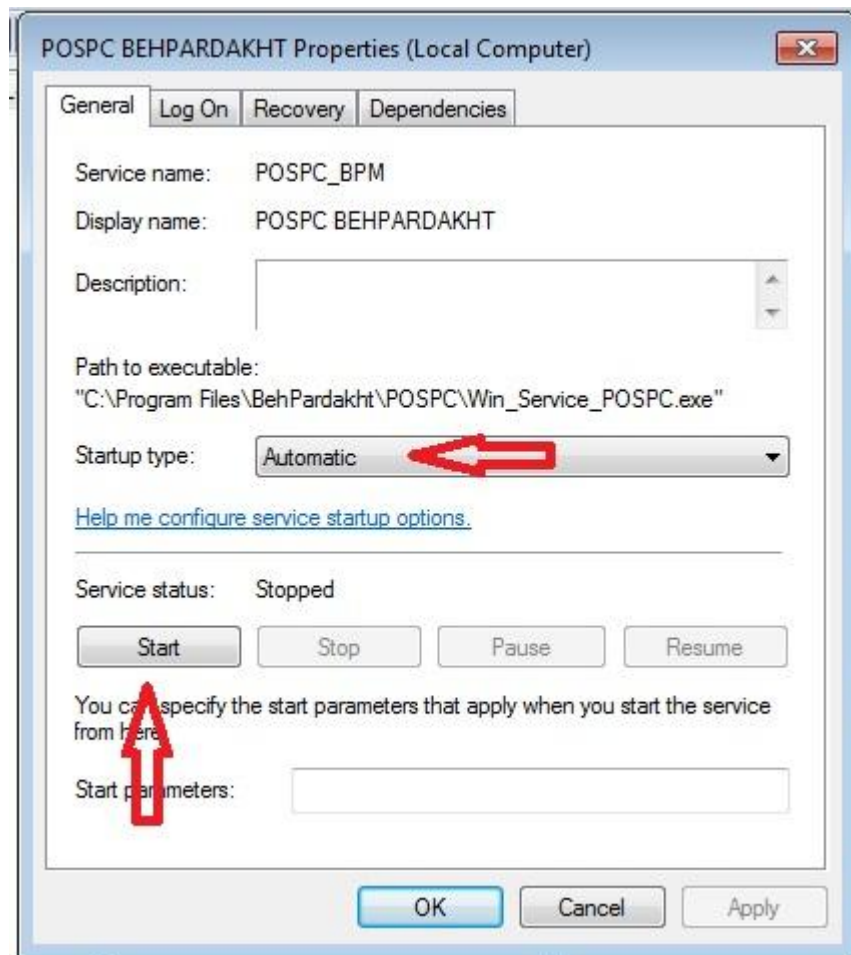 POSPC BEHPARDAKHT Properties (Local Computer)
General Log On Recovery Dependencies
Service name: POSPC_BPM
Display name: POSPC BEHPARDAKHT
Description:
Path to executable:
"C:\Program Files\BehPardakht\POSPC\Win_Service_POSPC.exe"
Startup type: Automatic
Help me configure service startup options.
Service status: Stopped
Start Stop Pause Resume
You can specify the start parameters that apply when you start the service
from here.
Start parameters:
OK Cancel Apply